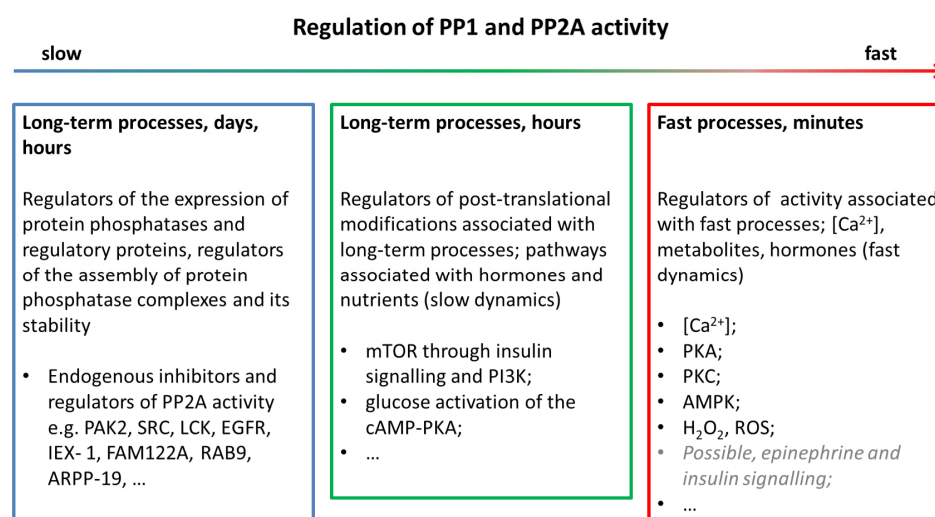 Regulation of PP1 and PP2A activity
slow
fast
Long-term processes, days,
hours
Regulators of the expression of
protein phosphatases and
regulatory proteins, regulators
of the assembly of protein
phosphatase complexes and its
stability
• Endogenous inhibitors and
regulators of PP2A activity
e.g. PAK2, SRC, LCK, EGFR,
IEX- 1, FAM122A, RAB9,
ARPP-19, ...
Long-term processes, hours
Regulators of post-translational
modifications associated with
long-term processes; pathways
associated with hormones and
nutrients (slow dynamics)
• mTOR through insulin
signalling and PI3K;
• glucose activation of the
cAMP-PKA;
• ...
Fast processes, minutes
Regulators of activity associated
with fast processes; [Ca²⁺],
metabolites, hormones (fast
dynamics)
• [Ca²⁺];
• PKA;
• PKC;
• AMPK;
• H₂O₂, ROS;
• Possible, epinephrine and
insulin signalling;
• ...